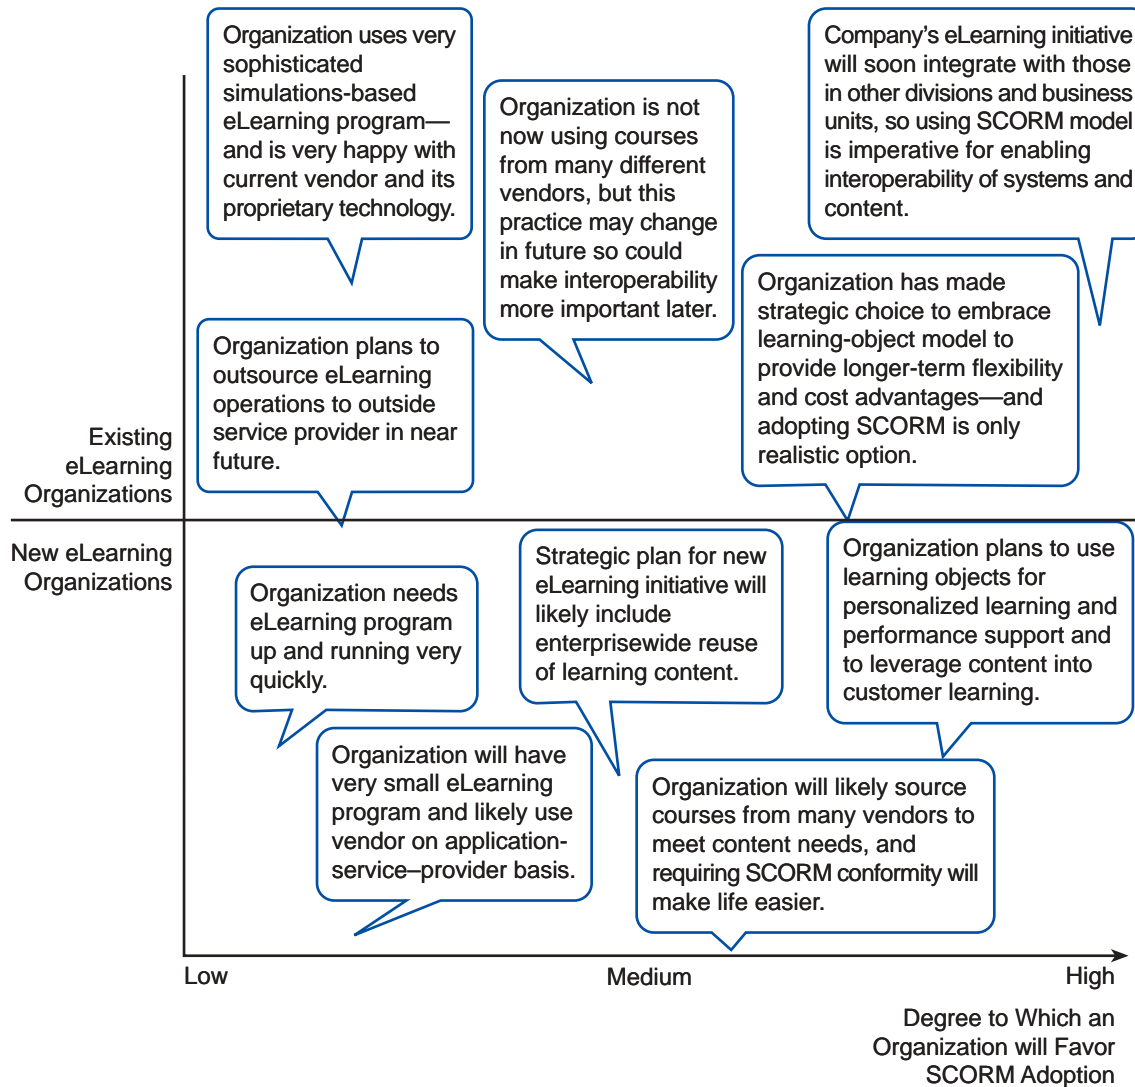 Organization uses very
sophisticated
simulations-based
eLearning program—
and is very happy with
current vendor and its
proprietary technology.
Organization is not
now using courses
from many different
vendors, but this
practice may change
in future so could
make interoperability
more important later.
Company’s eLearning initiative
will soon integrate with those
in other divisions and business
units, so using SCORM model
is imperative for enabling
interoperability of systems and
content.
Organization plans to
outsource eLearning
operations to outside
service provider in near
future.
Organization has made
strategic choice to embrace
learning-object model to
provide longer-term flexibility
and cost advantages—and
adopting SCORM is only
realistic option.
Existing
eLearning
Organizations
New eLearning
Organizations
Organization needs
eLearning program
up and running very
quickly.
Strategic plan for new
eLearning initiative will
likely include
enterprisewide reuse
of learning content.
Organization plans to use
learning objects for
personalized learning and
performance support and
to leverage content into
customer learning.
Organization will have
very small eLearning
program and likely use
vendor on application-
service–provider basis.
Organization will likely source
courses from many vendors to
meet content needs, and
requiring SCORM conformity will
make life easier.
Low
Medium
High
Degree to Which an
Organization will Favor
SCORM Adoption